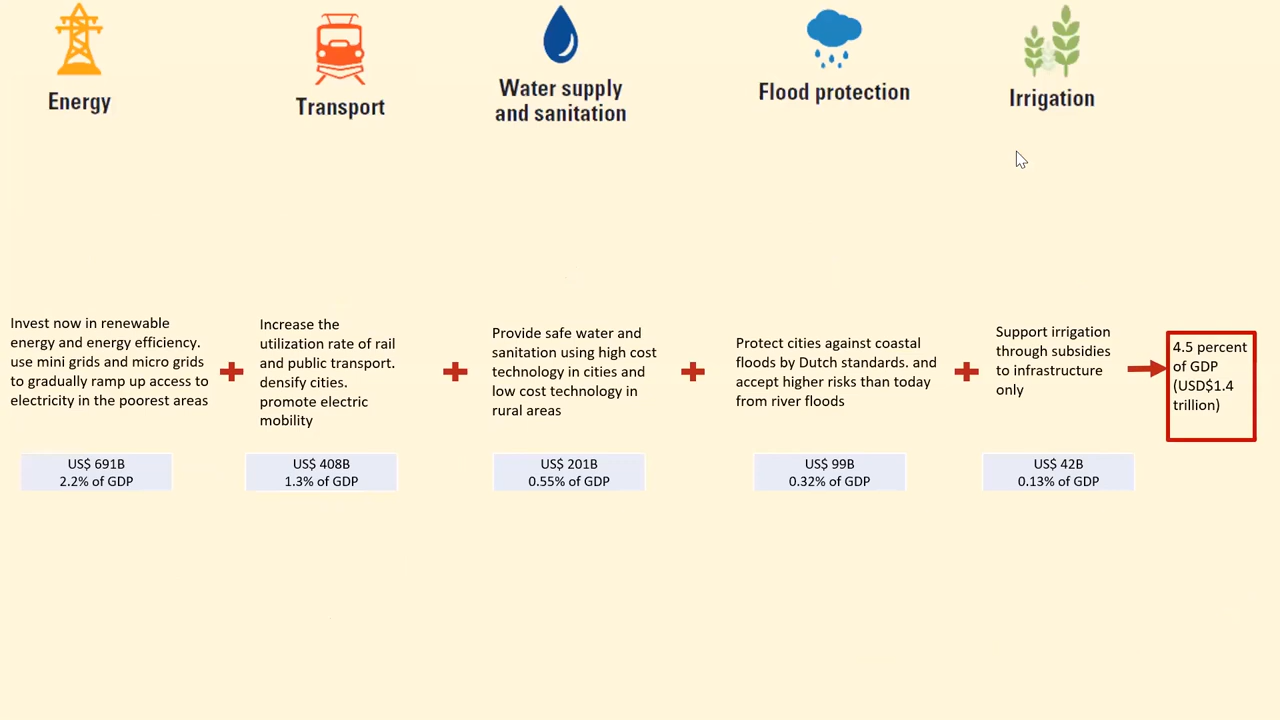 Energy
Transport
Water supply
and sanitation
Flood protection
Irrigation
Invest now in renewable
energy and energy efficiency.
use mini grids and micro grids
to gradually ramp up access to
electricity in the poorest areas
Increase the
utilization rate of rail
and public transport.
densify cities.
promote electric
mobility
Provide safe water and
sanitation using high cost
technology in cities and
low cost technology in
rural areas
Protect cities against coastal
floods by Dutch standards. and
accept higher risks than today
from river floods
Support irrigation
through subsidies
to infrastructure
only
4.5 percent
of GDP
(USD$1.4
trillion)
US$ 691B
2.2% of GDP
US$ 408B
1.3% of GDP
US$ 201B
0.55% of GDP
US$ 99B
0.32% of GDP
US$ 42B
0.13% of GDP